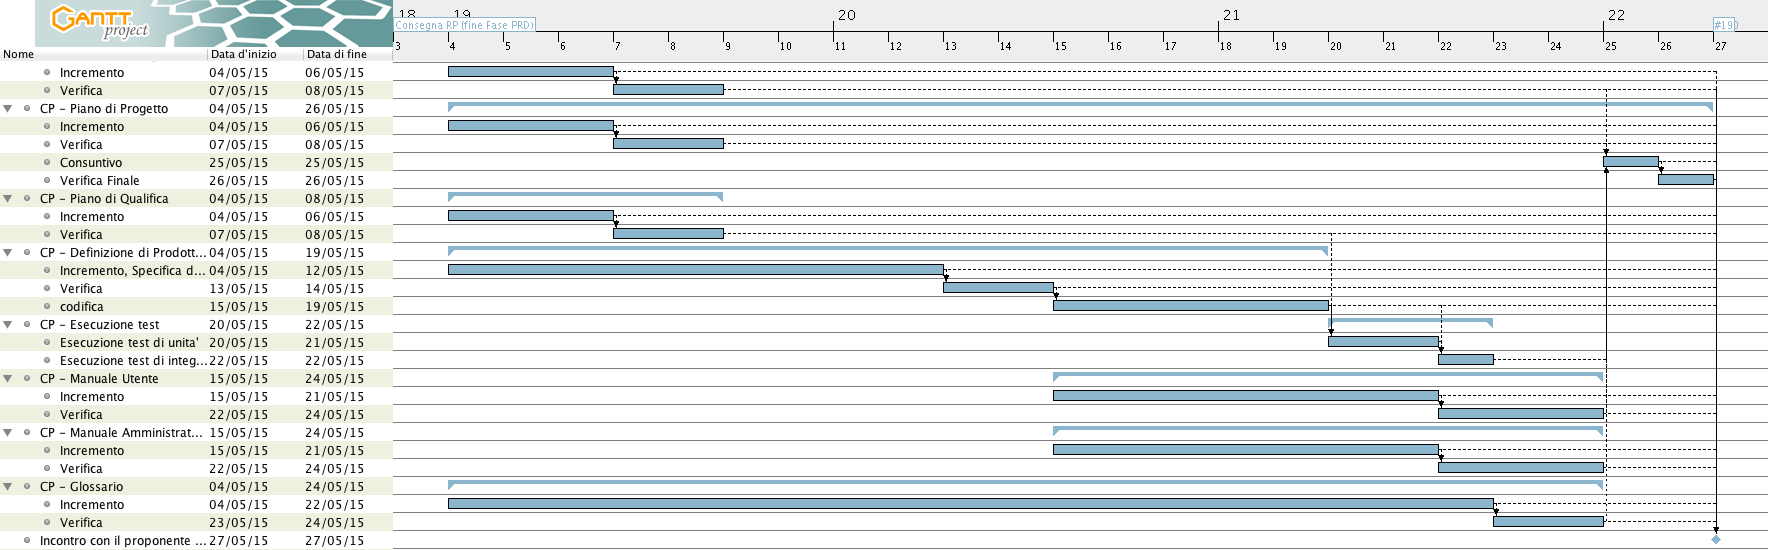 GANTT
project
18 19 20 21 22
Consegna RP (fine Fase PRD)
#190
3 4 5 6 7 8 9 10 11 12 13 14 15 16 17 18 19 20 21 22 23 24 25 26 27
Nome Data d'inizio Data di fine
Incremento 04/05/15 06/05/15
Verifica 07/05/15 08/05/15
CP - Piano di Progetto 04/05/15 26/05/15
Incremento 04/05/15 06/05/15
Verifica 07/05/15 08/05/15
Consuntivo 25/05/15 25/05/15
Verifica Finale 26/05/15 26/05/15
CP - Piano di Qualifica 04/05/15 08/05/15
Incremento 04/05/15 06/05/15
Verifica 07/05/15 08/05/15
CP - Definizione di Prodott... 04/05/15 19/05/15
Incremento, Specifica d... 04/05/15 12/05/15
Verifica 13/05/15 14/05/15
codifica 15/05/15 19/05/15
CP - Esecuzione test 20/05/15 22/05/15
Esecuzione test di unita' 20/05/15 21/05/15
Esecuzione test di integ... 22/05/15 22/05/15
CP - Manuale Utente 15/05/15 24/05/15
Incremento 15/05/15 21/05/15
Verifica 22/05/15 24/05/15
CP - Manuale Amministrat... 15/05/15 24/05/15
Incremento 15/05/15 21/05/15
Verifica 22/05/15 24/05/15
CP - Glossario 04/05/15 24/05/15
Incremento 04/05/15 22/05/15
Verifica 23/05/15 24/05/15
Incontro con il proponente ... 27/05/15 27/05/15